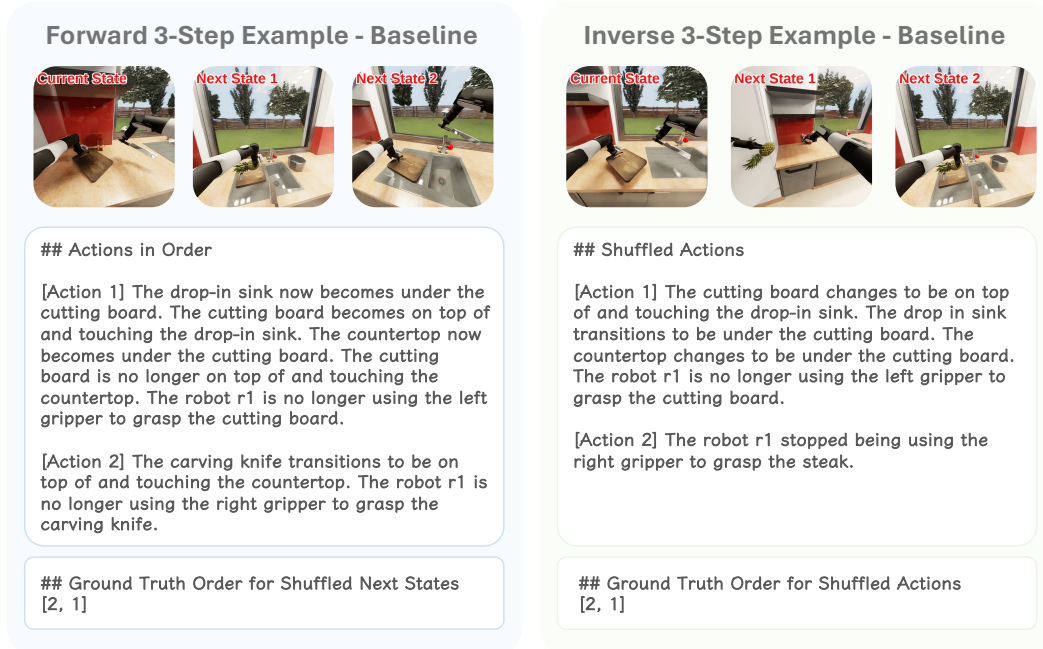 Forward 3-Step Example - Baseline
Current State
Next State 1
Next State 2
## Actions in Order
[Action 1] The drop-in sink now becomes under the
cutting board. The cutting board becomes on top of
and touching the drop-in sink. The countertop now
becomes under the cutting board. The cutting
board is no longer on top of and touching the
countertop. The robot r1 is no longer using the left
gripper to grasp the cutting board.
[Action 2] The carving knife transitions to be on
top of and touching the countertop. The robot r1 is
no longer using the right gripper to grasp the
carving knife.
## Ground Truth Order for Shuffled Next States
[2, 1]
Inverse 3-Step Example - Baseline
Current State
Next State 1
Next State 2
## Shuffled Actions
[Action 1] The cutting board changes to be on top
of and touching the drop-in sink. The drop in sink
transitions to be under the cutting board. The
countertop changes to be under the cutting board.
The robot r1 is no longer using the left gripper to
grasp the cutting board.
[Action 2] The robot r1 stopped being using the
right gripper to grasp the steak.
## Ground Truth Order for Shuffled Actions
[2, 1]